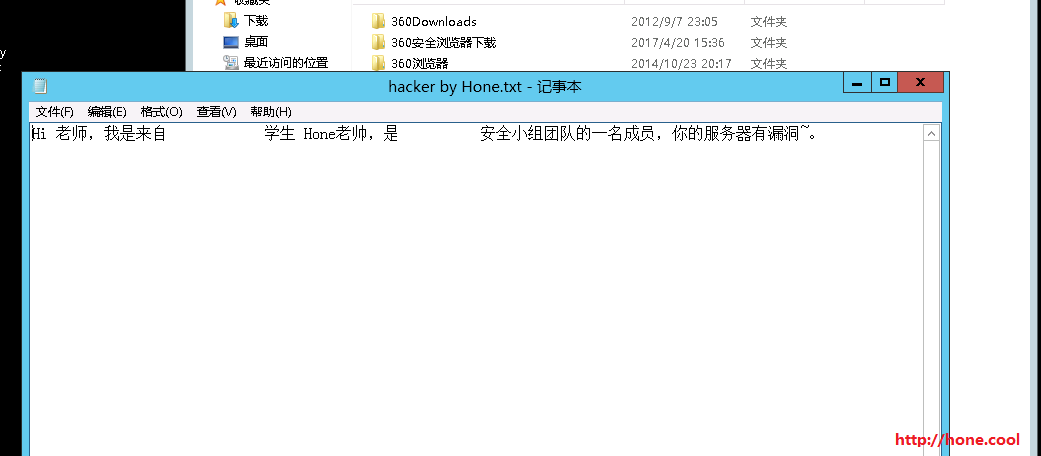 下载
360Downloads 2012/9/7 23:05 文件夹
桌面
360安全浏览器下载 2017/4/20 15:36 文件夹
最近访问的位置
360浏览器 2014/10/23 20:17 文件夹
hacker by Hone.txt - 记事本
文件(F) 编辑(E) 格式(O) 查看(V) 帮助(H)
Hi 老师，我是来自 学生 Hone老帅，是 安全小组团队的一名成员，你的服务器有漏洞~。
http://hone.cool